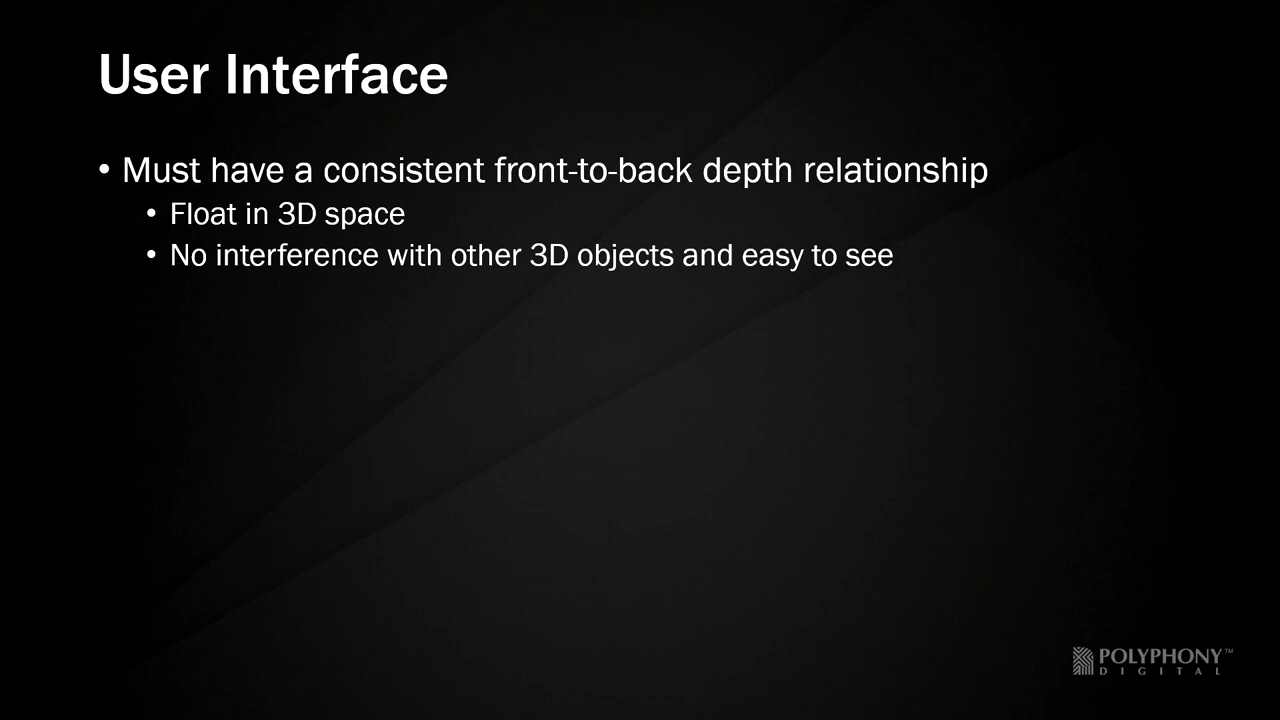 User Interface
• Must have a consistent front-to-back depth relationship
• Float in 3D space
• No interference with other 3D objects and easy to see
POLYPHONY™
DIGITAL